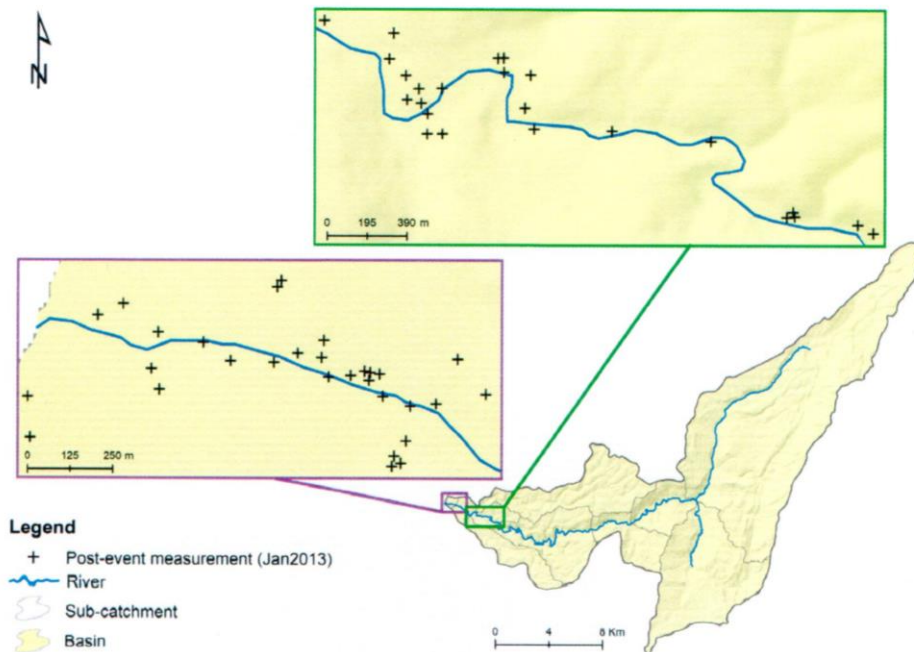 N
0 195 390 m
0 125 250 m
Legend
Post-event measurement (Jan2013)
River
Sub-catchment
Basin
0 4 8 Km